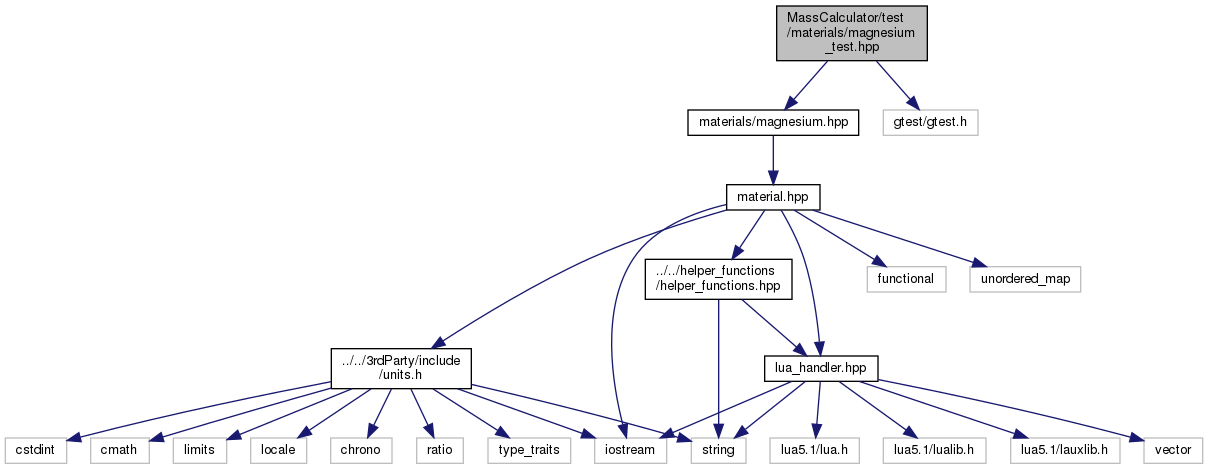 MassCalculator/test
/materials/magnesium
_test.hpp
materials/magnesium.hpp
gtest/gtest.h
material.hpp
../../helper_functions
/helper_functions.hpp
functional
unordered_map
../../3rdParty/include
/units.h
lua_handler.hpp
cstdint
cmath
limits
locale
chrono
ratio
type_traits
iostream
string
lua5.1/lua.h
lua5.1/lualib.h
lua5.1/lauxlib.h
vector